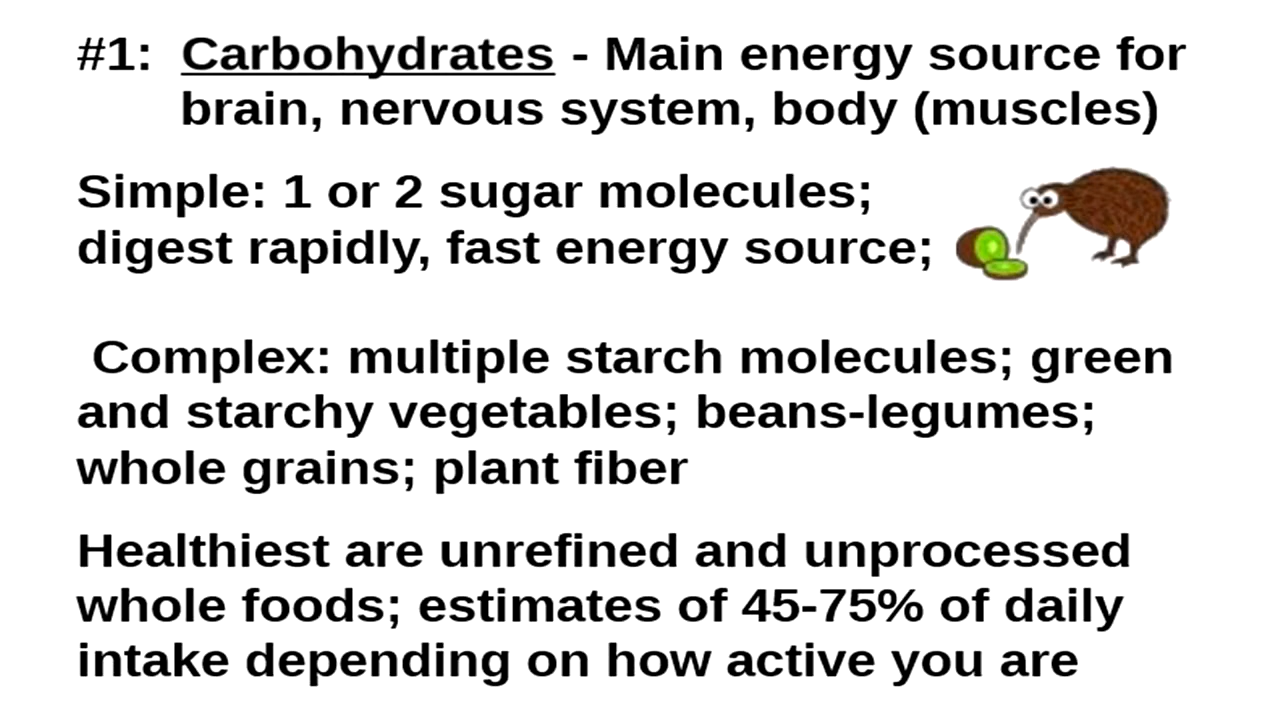 #1: Carbohydrates - Main energy source for
brain, nervous system, body (muscles)
Simple: 1 or 2 sugar molecules;
digest rapidly, fast energy source;
Complex: multiple starch molecules; green
and starchy vegetables; beans-legumes;
whole grains; plant fiber
Healthiest are unrefined and unprocessed
whole foods; estimates of 45-75% of daily
intake depending on how active you are